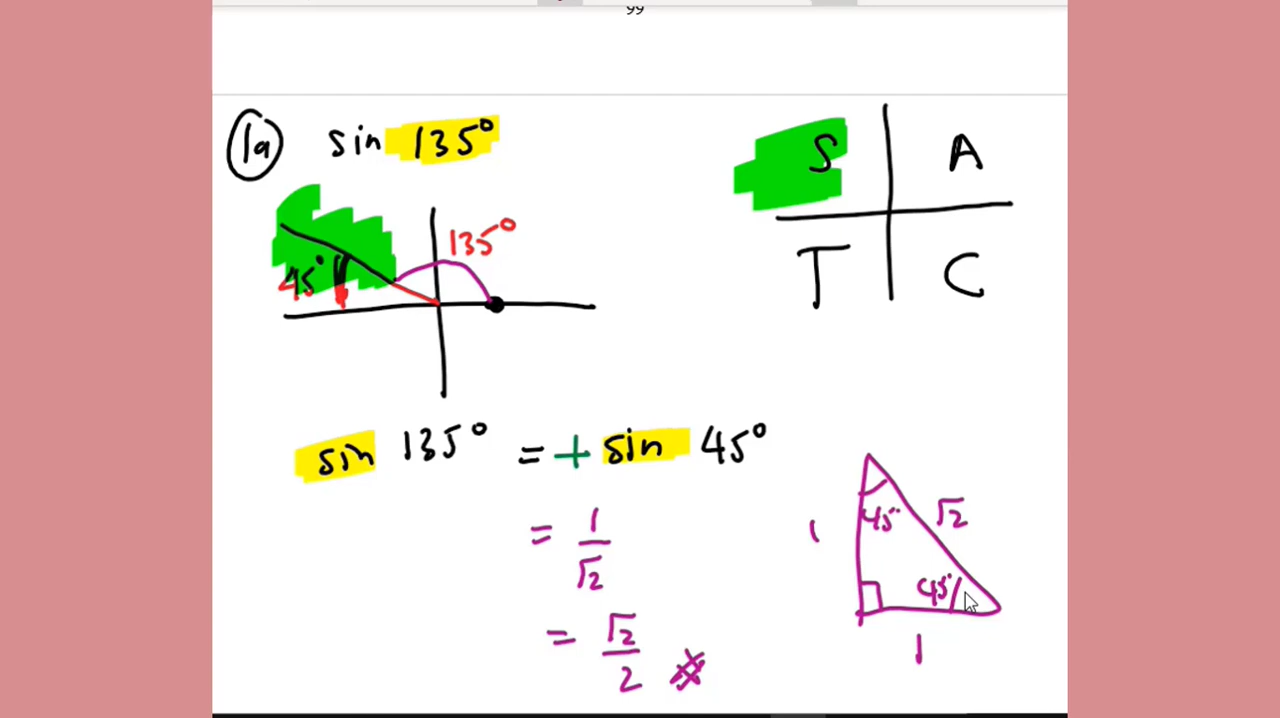 99
1a sin 135°
S A
T C
135°
45°
sin 135° = + sin 45°
= 1/√2
= √2/2
1 45° √2
45°
1